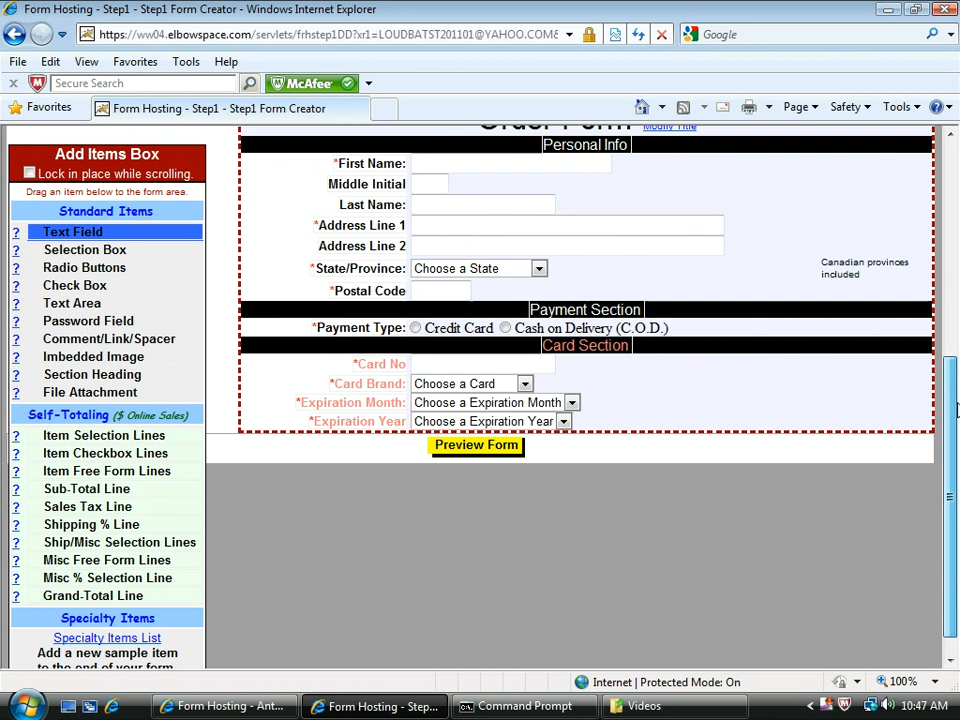 Form Hosting - Step1 - Step1 Form Creator - Windows Internet Explorer
https://ww04.elbowspace.com/servlets/frhstep1DD?xr1=LOUDBATST201101@YAHOO.COM&
Google
File Edit View Favorites Tools Help
Secure Search McAfee
Favorites Form Hosting - Step1 - Step1 Form Creator Page Safety Tools
Order Form Modify Title
Add Items Box
Lock in place while scrolling.
Drag an item below to the form area.
Standard Items
? Text Field
? Selection Box
? Radio Buttons
? Check Box
? Text Area
? Password Field
? Comment/Link/Spacer
? Imbedded Image
? Section Heading
? File Attachment
Self-Totaling ($ Online Sales)
? Item Selection Lines
? Item Checkbox Lines
? Item Free Form Lines
? Sub-Total Line
? Sales Tax Line
? Shipping % Line
? Ship/Misc Selection Lines
? Misc Free Form Lines
? Misc % Selection Line
? Grand-Total Line
Specialty Items
Specialty Items List
Add a new sample item
to the end of your form
Personal Info
*First Name:
Middle Initial
Last Name:
*Address Line 1
Address Line 2
*State/Province: Choose a State
Canadian provinces
included
*Postal Code
Payment Section
*Payment Type: Credit Card Cash on Delivery (C.O.D.)
Card Section
*Card No
*Card Brand: Choose a Card
*Expiration Month: Choose a Expiration Month
*Expiration Year Choose a Expiration Year
Preview Form
Internet | Protected Mode: On 100%
Form Hosting - Ant... Form Hosting - Step... Command Prompt Videos 10:47 AM